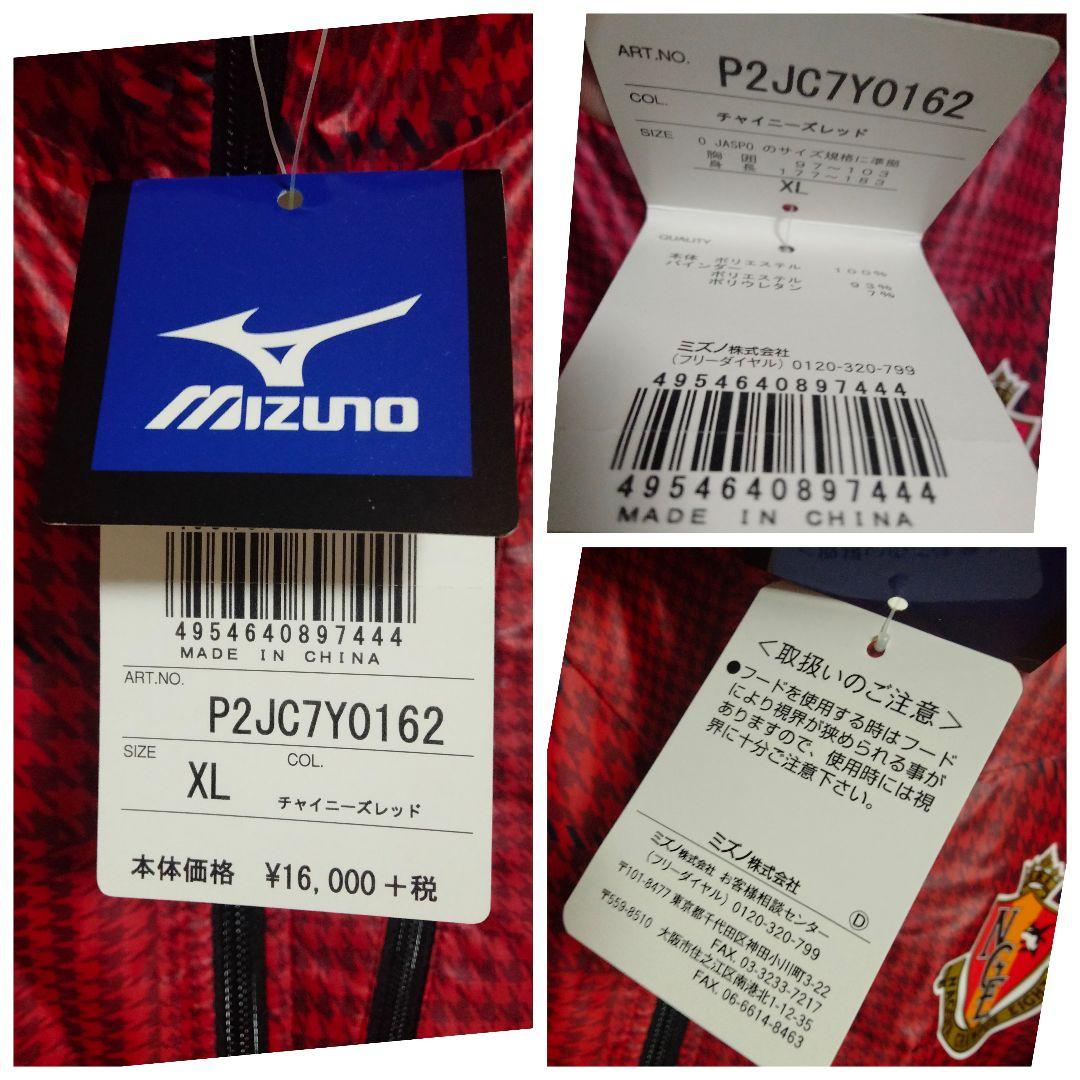 MIZUNO
4954640897444
MADE IN CHINA
ART.NO.
P2JC7Y0162
SIZE
XL
COL.
チャイニーズレッド
本体価格 ¥16,000+税
ART.NO. P2JC7Y0162
COL. チャイニーズレッド
SIZE O JASPO のサイズ規格に準拠
胸 囲 97～103
身 長 177～183
XL
QUALITY
本体 ポリエステル 100%
バインダー
ポリエステル 93%
ポリウレタン 7%
ミズノ株式会社
(フリーダイヤル) 0120-320-799
4954640897444
4954640897444
MADE IN CHINA
<取扱いのご注意>
●フードを使用する時はフード
により視界が狭められる事が
ありますので、使用時には視
界に十分ご注意下さい。
ミズノ株式会社
ミズノ株式会社 お客様相談センター
(フリーダイヤル) 0120-320-799
D
〒101-8477 東京都千代田区神田小川町3-22
FAX. 03-3233-7217
〒559-8510 大阪市住之江区南港北1-12-35
FAX. 06-6614-8463
NGE